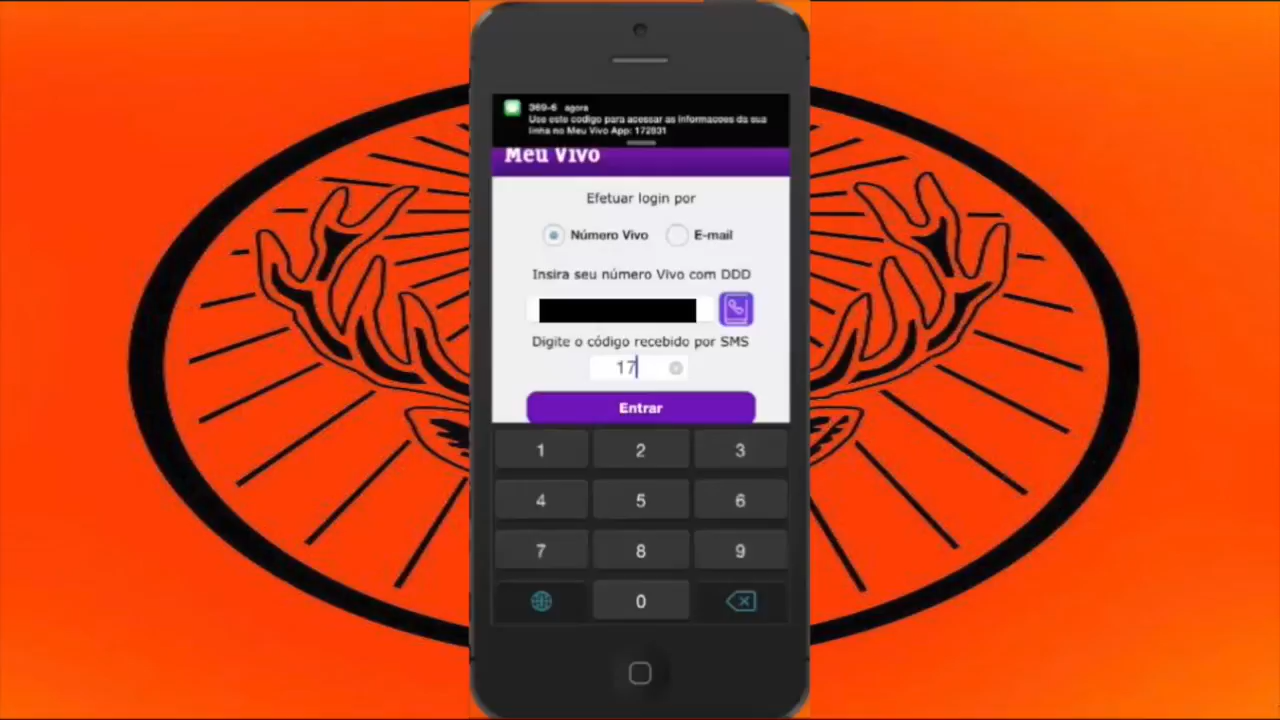 369-6 agora
Use este codigo para acessar as informacoes da sua
linha no Meu Vivo App: 172831
Meu Vivo
Efetuar login por
Número Vivo E-mail
Insira seu número Vivo com DDD
Digite o código recebido por SMS
17
Entrar
1 2 3
4 5 6
7 8 9
0